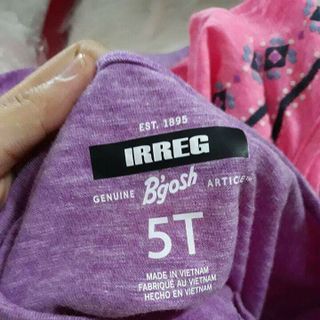 EST. 1895
IRREG
GENUINE B'gosh ARTICLE
5T
MADE IN VIETNAM
FABRIQUÉ AU VIETNAM
HECHO EN VIETNAM